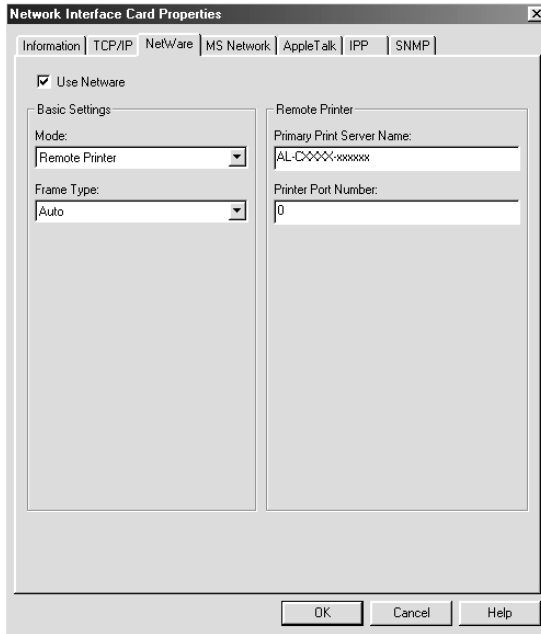 Network Interface Card Properties
Information TCP/IP NetWare MS Network AppleTalk IPP SNMP
Use Netware
Basic Settings
Mode:
Remote Printer
Frame Type:
Auto
Remote Printer
Primary Print Server Name:
AL-CXXXX-xxxxxx
Printer Port Number:
0
OK Cancel Help